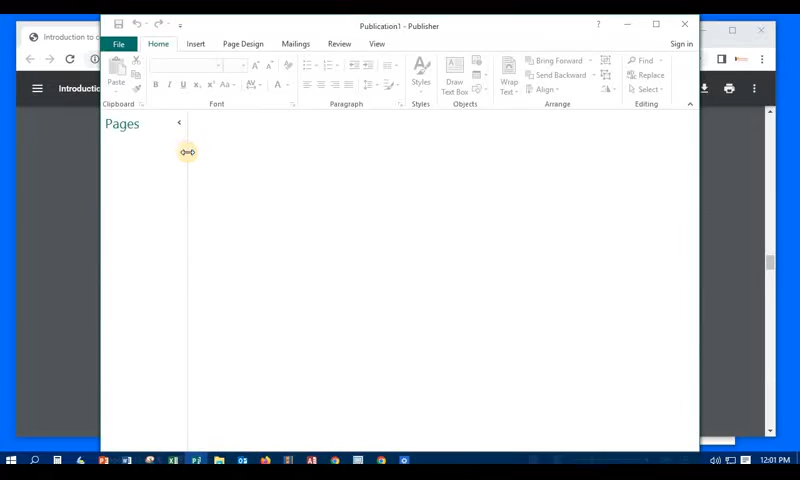 Publication1 - Publisher
Introduction to c
File Home Insert Page Design Mailings Review View Sign in
Introductio
Paste
Clipboard
Font
Paragraph
Styles
Styles
Draw
Text Box
Objects
Wrap
Text
Bring Forward
Send Backward
Align
Arrange
Find
Replace
Select
Editing
Pages
12:01 PM